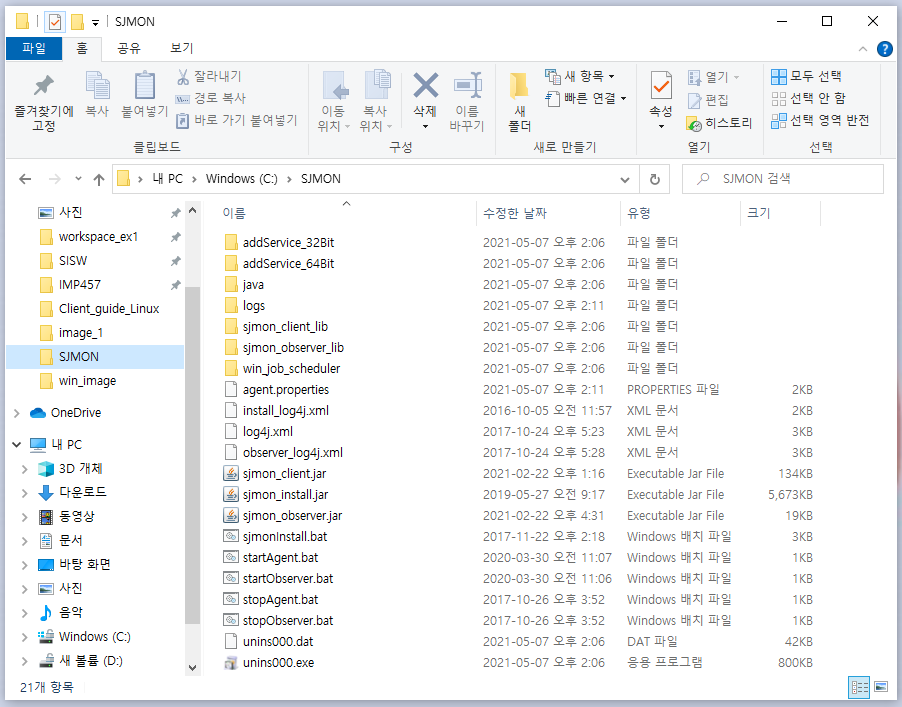 SJMON
파일 홈 공유 보기
즐겨찾기에 고정
복사
붙여넣기
잘라내기
경로 복사
바로 가기 붙여넣기
클립보드
이동 위치
복사 위치
삭제
이름 바꾸기
구성
새 폴더
새 항목
빠른 연결
새로 만들기
속성
열기
편집
히스토리
열기
모두 선택
선택 안 함
선택 영역 반전
선택
내 PC > Windows (C:) > SJMON
SJMON 검색
사진
workspace_ex1
SISW
IMP457
Client_guide_Linux
image_1
SJMON
win_image
OneDrive
내 PC
3D 개체
다운로드
동영상
문서
바탕 화면
사진
음악
Windows (C:)
새 볼륨 (D:)
이름 수정한 날짜 유형 크기
addService_32Bit 2021-05-07 오후 2:06 파일 폴더
addService_64Bit 2021-05-07 오후 2:06 파일 폴더
java 2021-05-07 오후 2:06 파일 폴더
logs 2021-05-07 오후 2:11 파일 폴더
sjmon_client_lib 2021-05-07 오후 2:06 파일 폴더
sjmon_observer_lib 2021-05-07 오후 2:06 파일 폴더
win_job_scheduler 2021-05-07 오후 2:06 파일 폴더
agent.properties 2021-05-07 오후 2:11 PROPERTIES 파일 2KB
install_log4j.xml 2016-10-05 오전 11:57 XML 문서 2KB
log4j.xml 2017-10-24 오후 5:23 XML 문서 3KB
observer_log4j.xml 2017-10-24 오후 5:28 XML 문서 3KB
sjmon_client.jar 2021-02-22 오후 1:16 Executable Jar File 134KB
sjmon_install.jar 2019-05-27 오전 9:17 Executable Jar File 5,673KB
sjmon_observer.jar 2021-02-22 오후 4:31 Executable Jar File 19KB
sjmonInstall.bat 2017-11-22 오후 2:18 Windows 배치 파일 3KB
startAgent.bat 2020-03-30 오전 11:07 Windows 배치 파일 1KB
startObserver.bat 2020-03-30 오전 11:06 Windows 배치 파일 1KB
stopAgent.bat 2017-10-26 오후 3:52 Windows 배치 파일 1KB
stopObserver.bat 2017-10-26 오후 3:52 Windows 배치 파일 1KB
unins000.dat 2021-05-07 오후 2:06 DAT 파일 42KB
unins000.exe 2021-05-07 오후 2:06 응용 프로그램 800KB
21개 항목